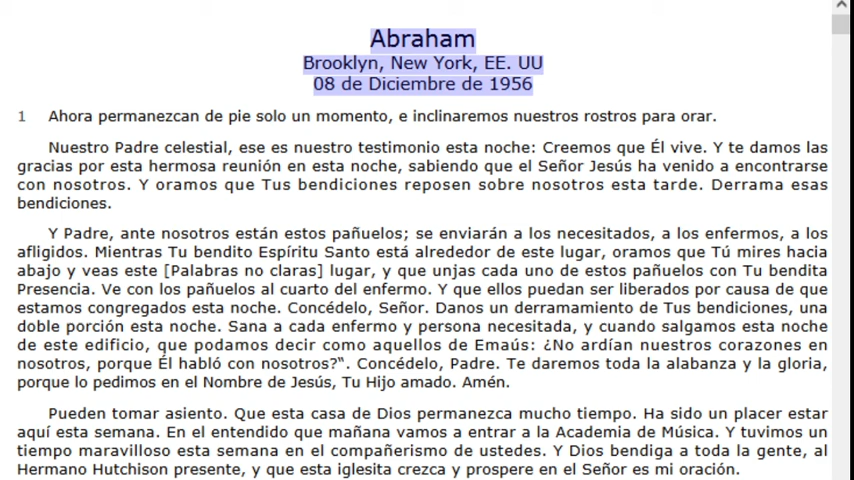 Abraham
Brooklyn, New York, EE. UU
08 de Diciembre de 1956
1 Ahora permanezcan de pie solo un momento, e inclinaremos nuestros rostros para orar.
Nuestro Padre celestial, ese es nuestro testimonio esta noche: Creemos que Él vive. Y te damos las
gracias por esta hermosa reunión en esta noche, sabiendo que el Señor Jesús ha venido a encontrarse
con nosotros. Y oramos que Tus bendiciones reposen sobre nosotros esta tarde. Derrama esas
bendiciones.
Y Padre, ante nosotros están estos pañuelos; se enviarán a los necesitados, a los enfermos, a los
afligidos. Mientras Tu bendito Espíritu Santo está alrededor de este lugar, oramos que Tú mires hacia
abajo y veas este [Palabras no claras] lugar, y que unjas cada uno de estos pañuelos con Tu bendita
Presencia. Ve con los pañuelos al cuarto del enfermo. Y que ellos puedan ser liberados por causa de que
estamos congregados esta noche. Concédelo, Señor. Danos un derramamiento de Tus bendiciones, una
doble porción esta noche. Sana a cada enfermo y persona necesitada, y cuando salgamos esta noche
de este edificio, que podamos decir como aquellos de Emaús: ¿No ardían nuestros corazones en
nosotros, porque Él habló con nosotros?“. Concédelo, Padre. Te daremos toda la alabanza y la gloria,
porque lo pedimos en el Nombre de Jesús, Tu Hijo amado. Amén.
Pueden tomar asiento. Que esta casa de Dios permanezca mucho tiempo. Ha sido un placer estar
aquí esta semana. En el entendido que mañana vamos a entrar a la Academia de Música. Y tuvimos un
tiempo maravilloso esta semana en el compañerismo de ustedes. Y Dios bendiga a toda la gente, al
Hermano Hutchison presente, y que esta iglesita crezca y prospere en el Señor es mi oración.